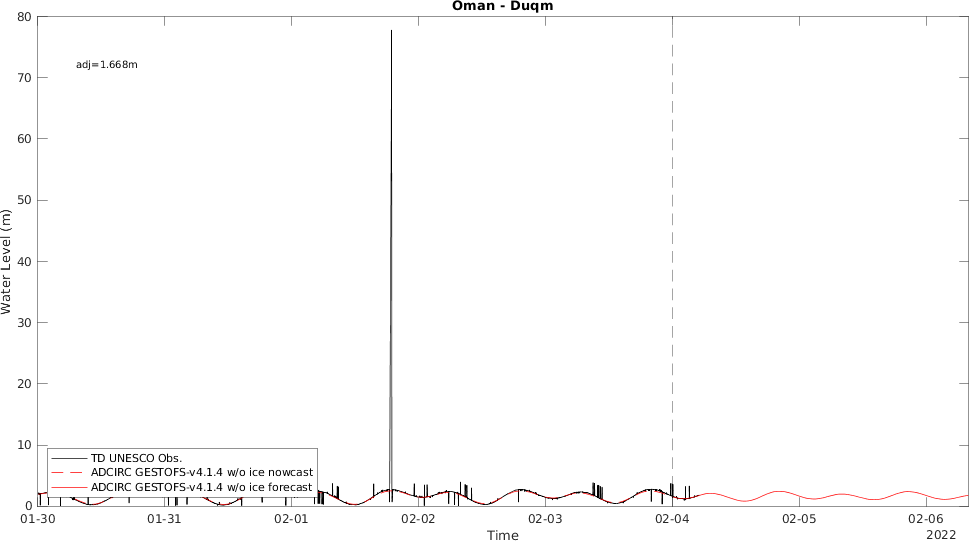 Oman - Duqm
80
adj=1.668m
70
60
50
40
30
20
10
0
Water Level (m)
TD UNESCO Obs.
ADCIRC GESTOFS-v4.1.4 w/o ice nowcast
ADCIRC GESTOFS-v4.1.4 w/o ice forecast
01-30 01-31 02-01 02-02 02-03 02-04 02-05 02-06
Time
2022